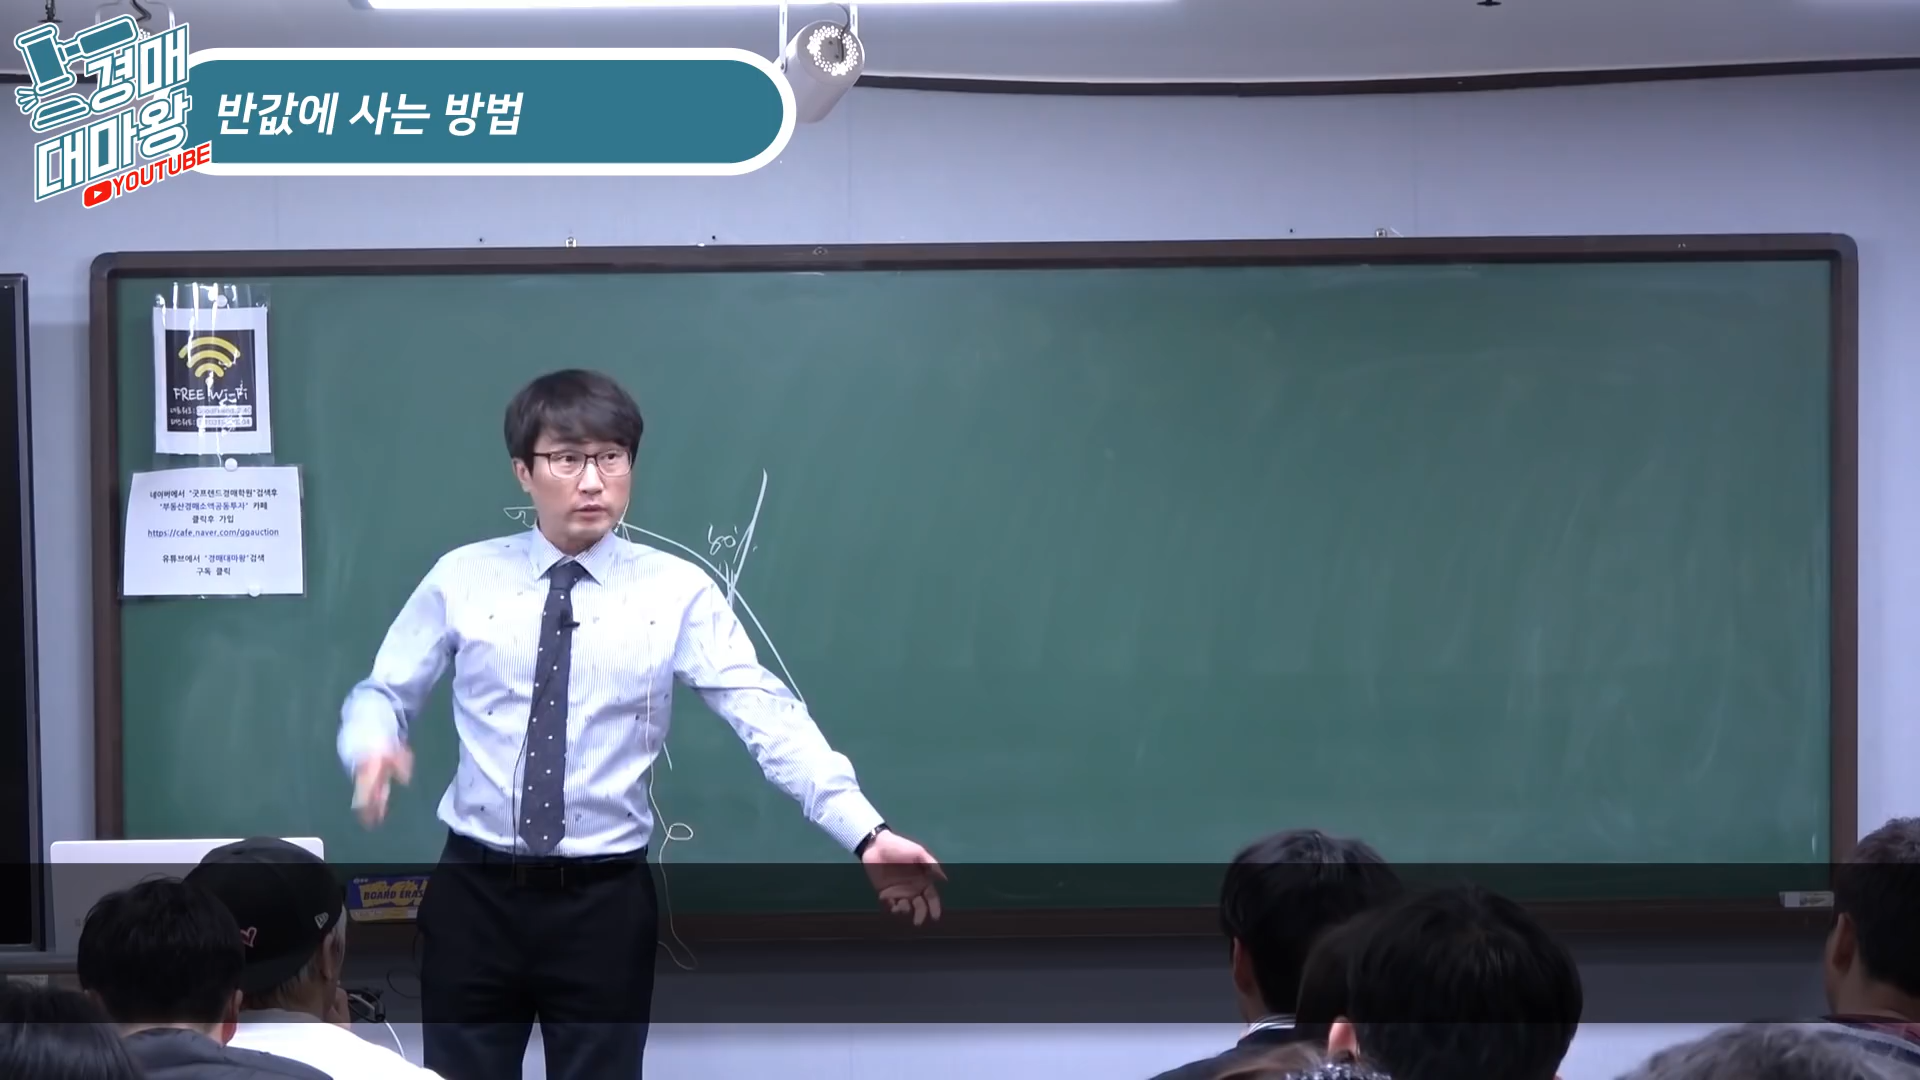 경매
대마왕
YOUTUBE
반값에 사는 방법
FREE Wi-Fi
네이버에서 "굿프렌드경매학원"검색후
"부동산경매소액공동투자" 카페
클릭후 가입
https://cafe.naver.com/ggauction
유튜브에서 "경매대마왕"검색
구독 클릭
80%
BOARD ERAS